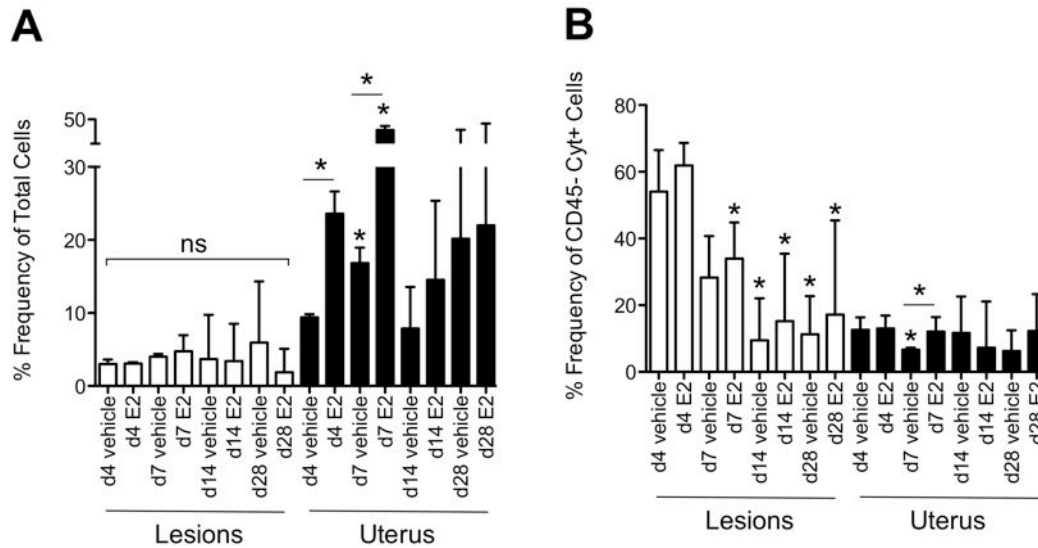 A
% Frequency of Total Cells
50
30
20
10
0
ns
*
*
*
*
d4 vehicle
d4 E2
d7 vehicle
d7 E2
d14 vehicle
d14 E2
d28 vehicle
d28 E2
d4 vehicle
d4 E2
d7 vehicle
d7 E2
d14 vehicle
d14 E2
d28 vehicle
d28 E2
Lesions
Uterus
B
% Frequency of CD45- Cyt+ Cells
80
60
40
20
0
*
*
*
*
*
*
*
d4 vehicle
d4 E2
d7 vehicle
d7 E2
d14 vehicle
d14 E2
d28 vehicle
d28 E2
d4 vehicle
d4 E2
d7 vehicle
d7 E2
d14 vehicle
d14 E2
d28 vehicle
d28 E2
Lesions
Uterus